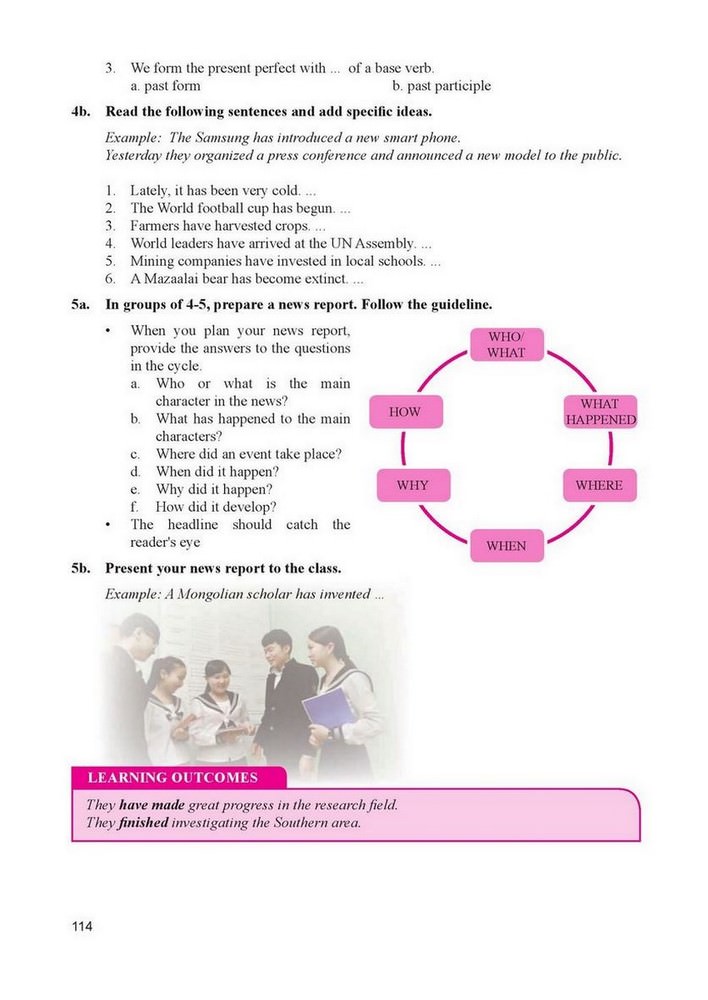 3. We form the present perfect with ... of a base verb.
a. past form b. past participle
4b. Read the following sentences and add specific ideas.
Example: The Samsung has introduced a new smart phone.
Yesterday they organized a press conference and announced a new model to the public.
1. Lately, it has been very cold. ...
2. The World football cup has begun. ...
3. Farmers have harvested crops. ...
4. World leaders have arrived at the UN Assembly. ...
5. Mining companies have invested in local schools. ...
6. A Mazaalai bear has become extinct. ...
5a. In groups of 4-5, prepare a news report. Follow the guideline.
• When you plan your news report,
provide the answers to the questions
in the cycle.
a. Who or what is the main
character in the news?
b. What has happened to the main
characters?
c. Where did an event take place?
d. When did it happen?
e. Why did it happen?
f. How did it develop?
• The headline should catch the
reader's eye
WHO/
WHAT
WHAT
HAPPENED
WHERE
WHEN
WHY
HOW
5b. Present your news report to the class.
Example: A Mongolian scholar has invented ...
LEARNING OUTCOMES
They have made great progress in the research field.
They finished investigating the Southern area.
114